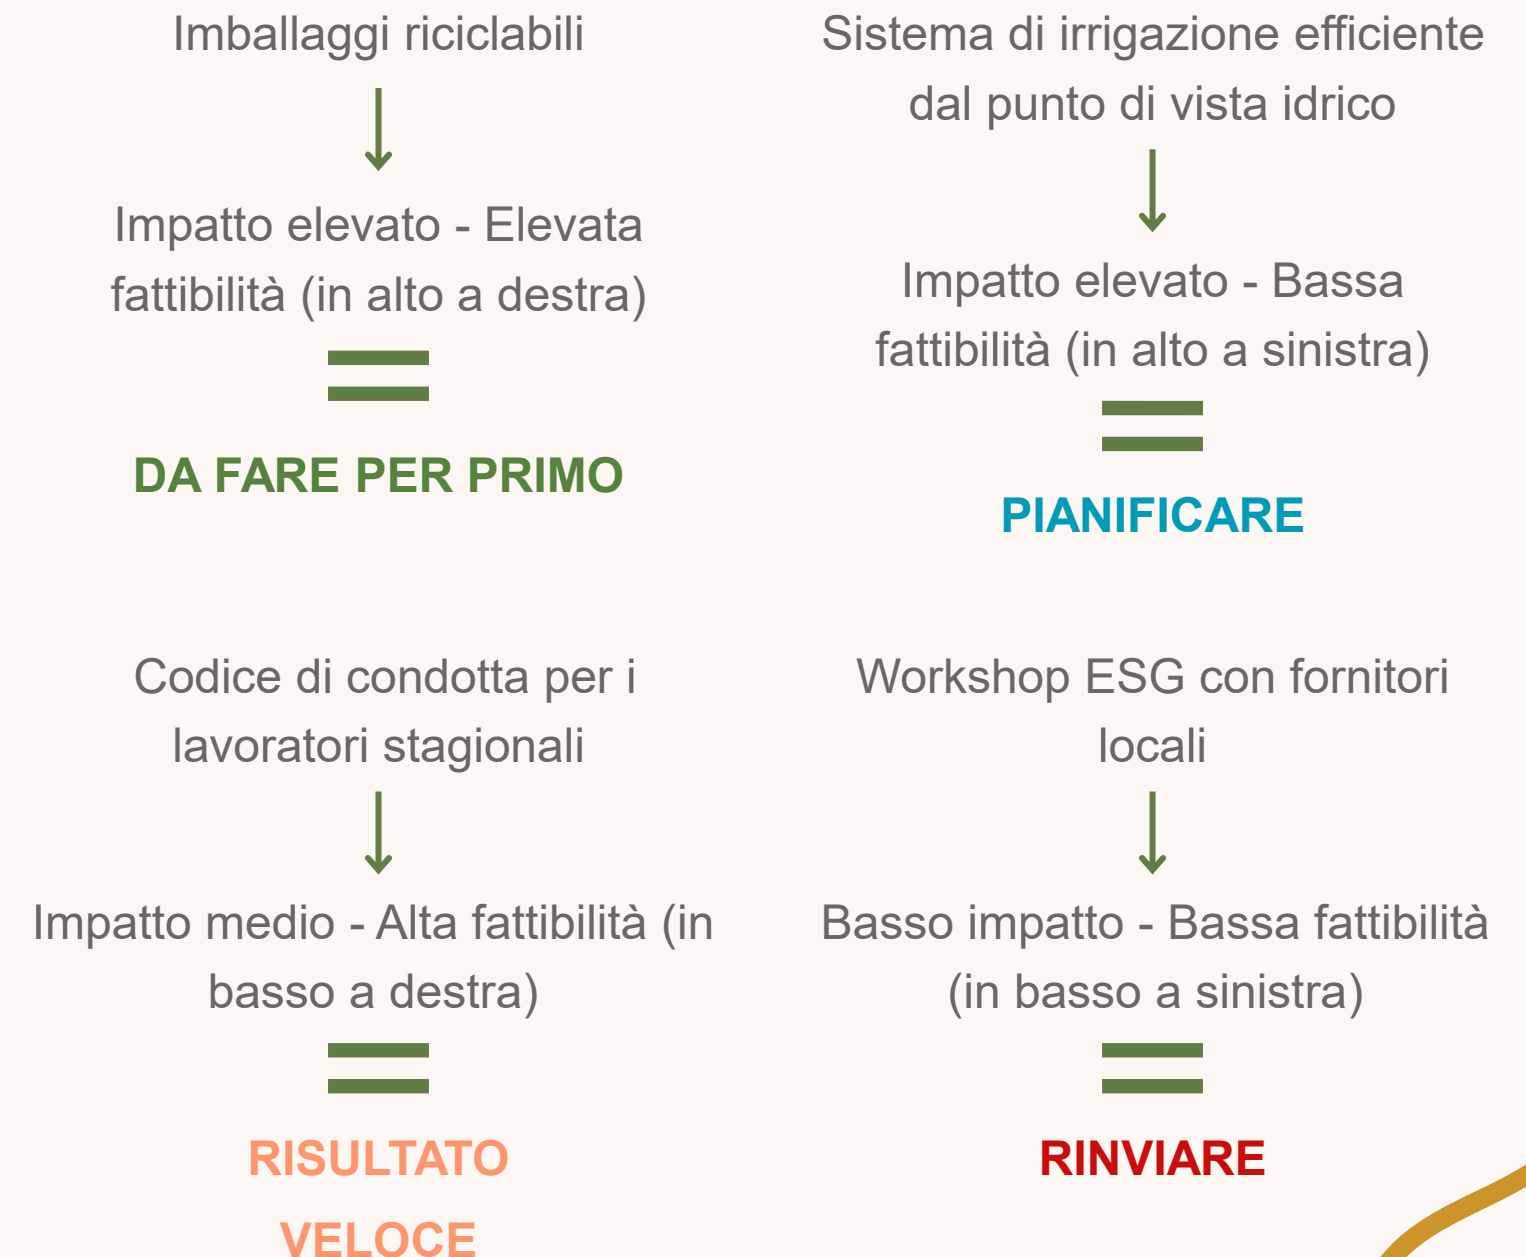 Imballaggi riciclabili
Impatto elevato - Elevata
fattibilità (in alto a destra)
DA FARE PER PRIMO
Sistema di irrigazione efficiente
dal punto di vista idrico
Impatto elevato - Bassa
fattibilità (in alto a sinistra)
PIANIFICARE
Codice di condotta per i
lavoratori stagionali
Impatto medio - Alta fattibilità (in
basso a destra)
RISULTATO
VELOCE
Workshop ESG con fornitori
locali
Basso impatto - Bassa fattibilità
(in basso a sinistra)
RINVIARE